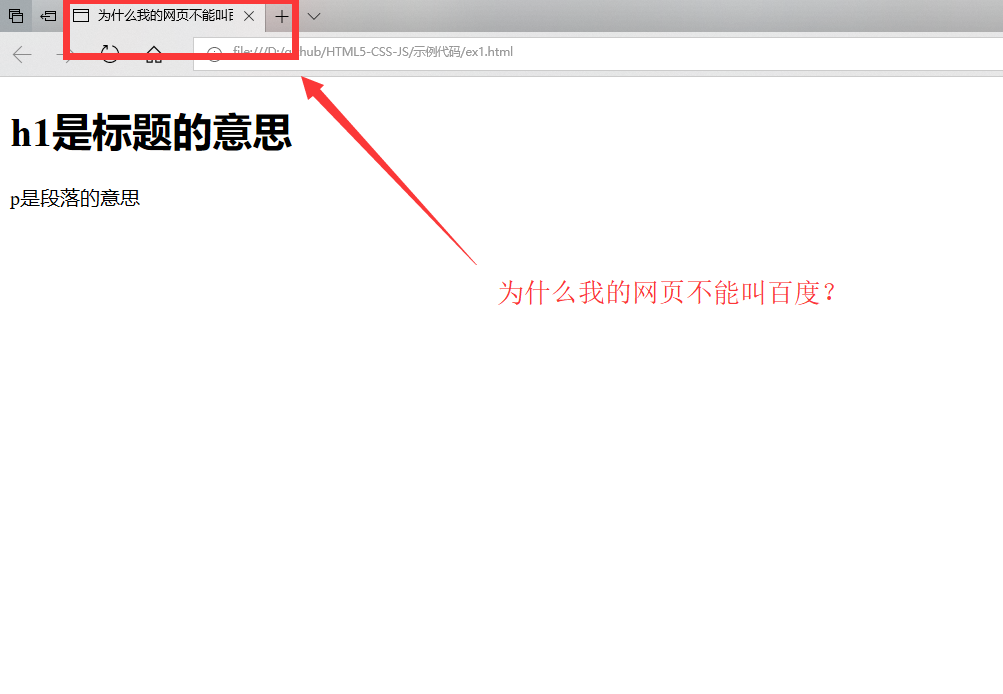 为什么我的网页不能叫
file:///D:/github/HTML5-CSS-JS/示例代码/ex1.html
h1是标题的意思
p是段落的意思
为什么我的网页不能叫百度？